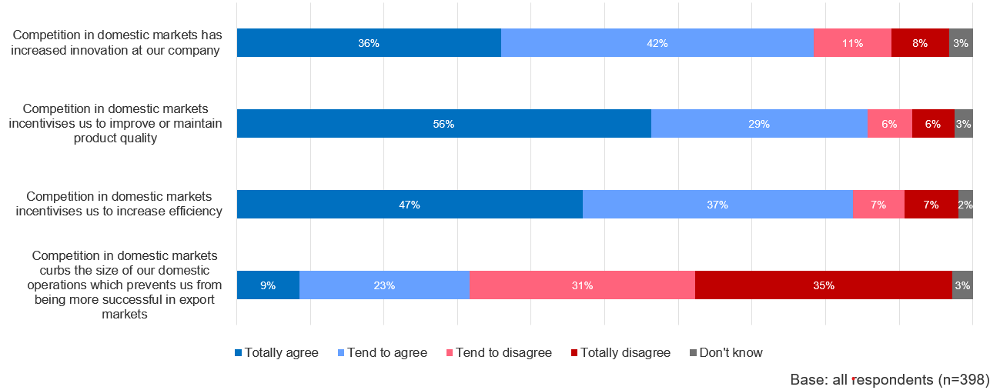 Competition in domestic markets has
increased innovation at our company
36% 42% 11% 8% 3%
Competition in domestic markets
incentivises us to improve or maintain
product quality
56% 29% 6% 6% 3%
Competition in domestic markets
incentivises us to increase efficiency
47% 37% 7% 7% 2%
Competition in domestic markets
curbs the size of our domestic
operations which prevents us from
being more successful in export
markets
9% 23% 31% 35% 3%
Totally agree Tend to agree Tend to disagree Totally disagree Don't know
Base: all respondents (n=398)